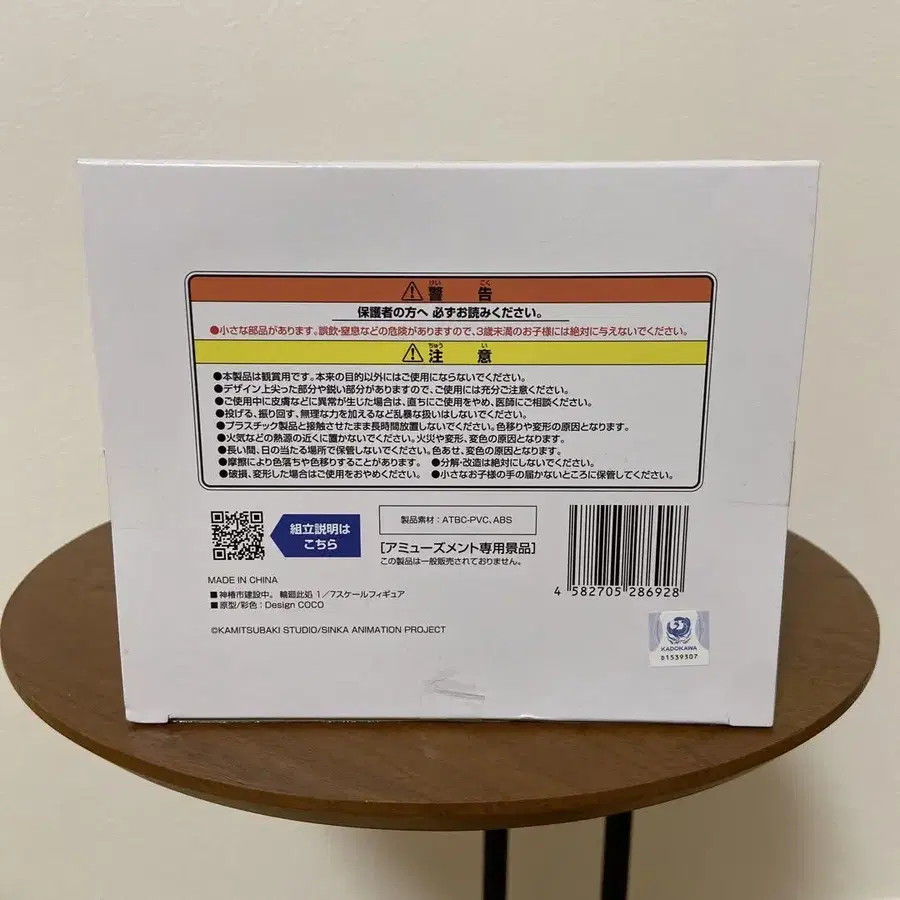 ⚠警告
保護者の方へ 必ずお読みください。
●小さな部品があります。誤飲・窒息などの危険がありますので、3歳未満のお子様には絶対に与えないでください。
⚠注意
●本製品は観賞用です。本来の目的以外にはご使用にならないでください。
●デザイン上尖った部分や鋭い部分がありますので、ご使用には充分ご注意ください。
●ご使用中に皮膚などに異常が生じた場合は、直ちにご使用をやめ、医師にご相談ください。
●投げる、振り回す、無理な力を加えるなど乱暴な扱いはしないでください。
●プラスチック製品と接触させたまま長時間放置しないでください。色移りや変形の原因となります。
●火気などの熱源の近くに置かないでください。火災や変形、変色の原因となります。
●長い間、日の当たる場所で保管しないでください。色あせ、変色の原因となります。
●摩擦により色落ちや色移りすることがあります。 ●分解・改造は絶対にしないでください。
●破損、変形した場合はご使用をおやめください。 ●小さなお子様の手の届かないところに保管してください。
組立説明は
こちら
製品素材：ATBC-PVC、ABS
[アミューズメント専用景品]
この製品は一般販売されておりません。
MADE IN CHINA
■神椿市建設中。 輪廻此処 1／7スケールフィギュア
■原型/彩色：Design COCO
©KAMITSUBAKI STUDIO/SINKA ANIMATION PROJECT
4 582705 286928
KADOKAWA
B1539307